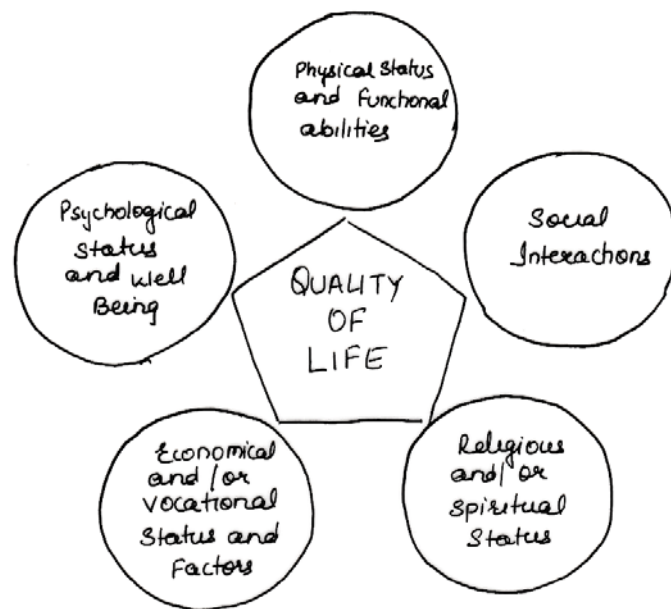 Physical Status
and Functional
abilities
Psychological
Status
and Well
Being
Social
Interactions
QUALITY
OF
LIFE
Economical
and/or
Vocational
Status and
Factors
Religious
and/or
Spiritual
Status